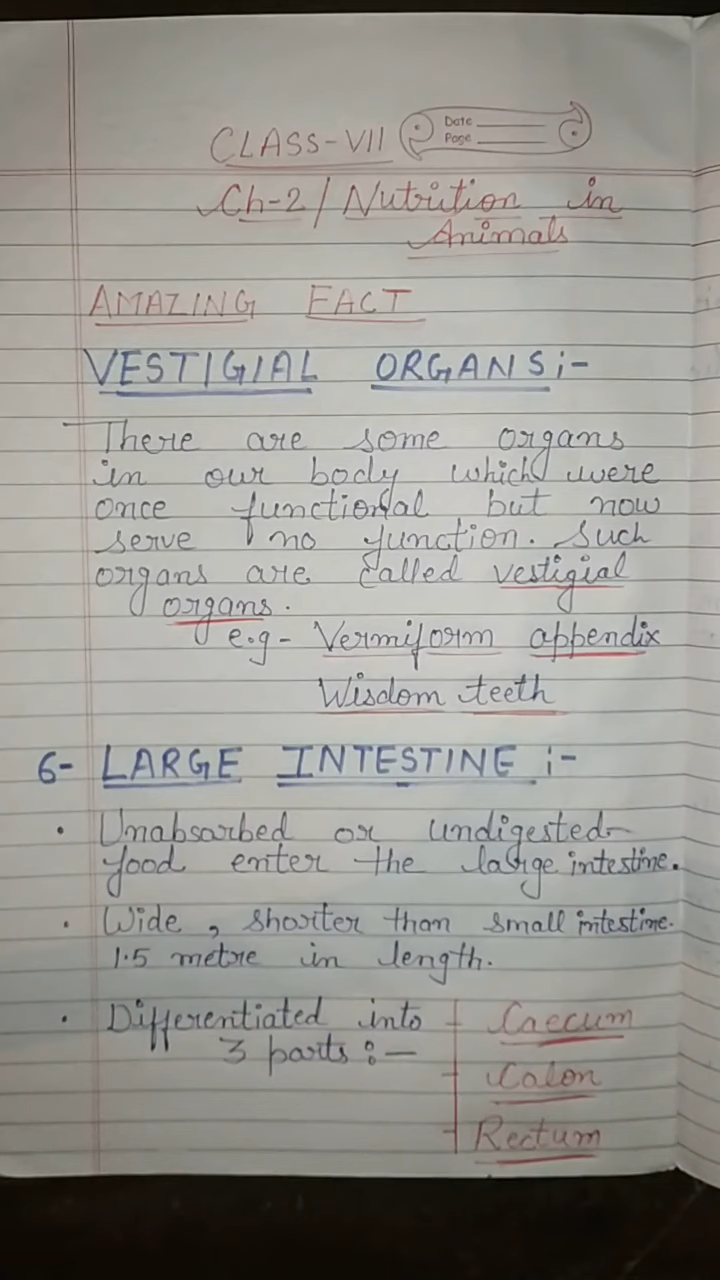 CLASS-VII
Date
Page
Ch-2/Nutrition in
Animals
AMAZING FACT
VESTIGIAL ORGANS:-
There are some organs
in our body which were
once functional but now
serve no function. Such
organs are called vestigial
organs.
e.g- Vermiform appendix
Wisdom teeth
6- LARGE INTESTINE :-
• Unabsorbed or undigested
food enter the large intestine.
• Wide, shorter than small intestine.
1.5 metre in length.
• Differentiated into Caecum
3 parts:- Colon
Rectum